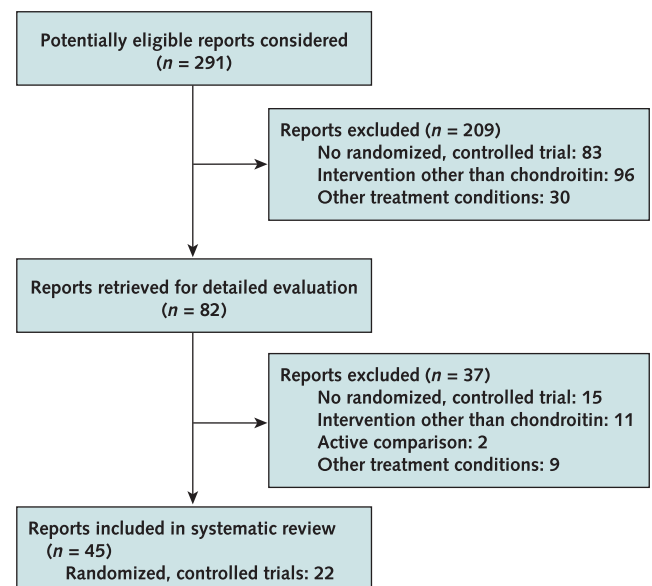 Potentially eligible reports considered
(n = 291)
Reports excluded (n = 209)
No randomized, controlled trial: 83
Intervention other than chondroitin: 96
Other treatment conditions: 30
Reports retrieved for detailed evaluation
(n = 82)
Reports excluded (n = 37)
No randomized, controlled trial: 15
Intervention other than chondroitin: 11
Active comparison: 2
Other treatment conditions: 9
Reports included in systematic review
(n = 45)
Randomized, controlled trials: 22